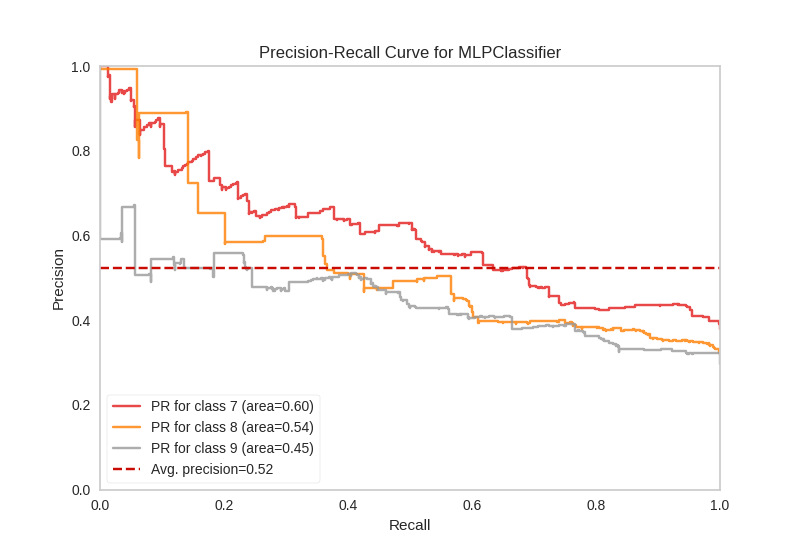 Precision-Recall Curve for MLPClassifier
1.0
0.8
0.6
0.4
0.2
0.0
Precision
PR for class 7 (area=0.60)
PR for class 8 (area=0.54)
PR for class 9 (area=0.45)
Avg. precision=0.52
0.0 0.2 0.4 0.6 0.8 1.0
Recall